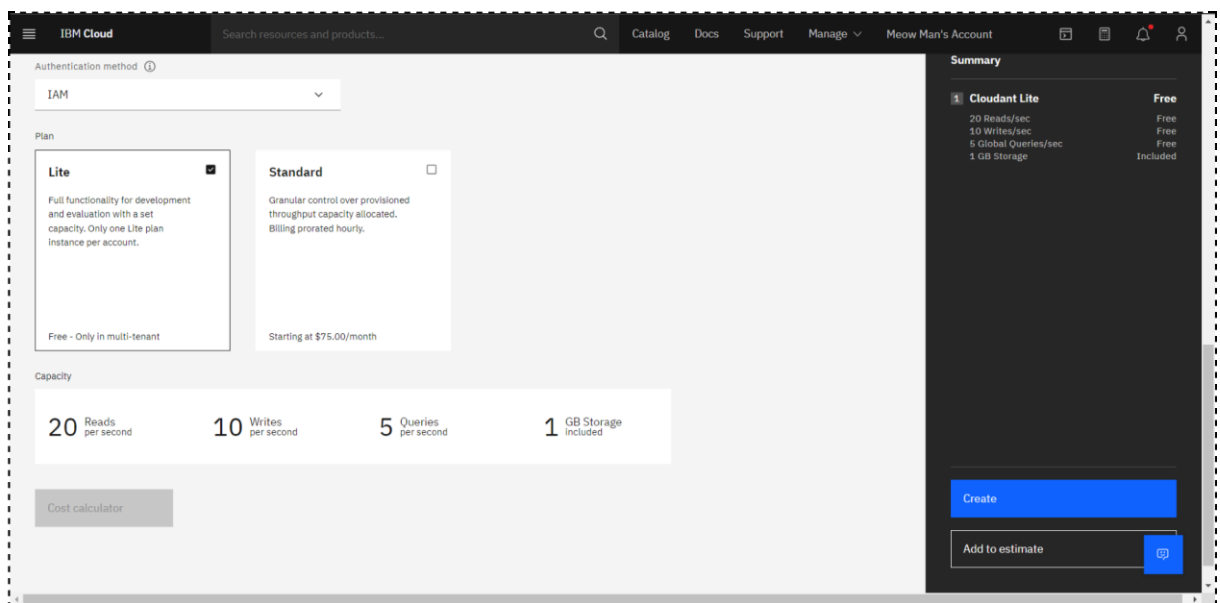 IBM Cloud
Search resources and products...
Catalog
Docs
Support
Manage
Meow Man's Account
Authentication method
IAM
Plan
Lite
Full functionality for development
and evaluation with a set
capacity. Only one Lite plan
instance per account.
Free - Only in multi-tenant
Standard
Granular control over provisioned
throughput capacity allocated.
Billing prorated hourly.
Starting at $75.00/month
Capacity
20 Reads per second
10 Writes per second
5 Queries per second
1 GB Storage included
Cost calculator
Summary
1 Cloudant Lite Free
20 Reads/sec Free
10 Writes/sec Free
5 Global Queries/sec Free
1 GB Storage Included
Create
Add to estimate